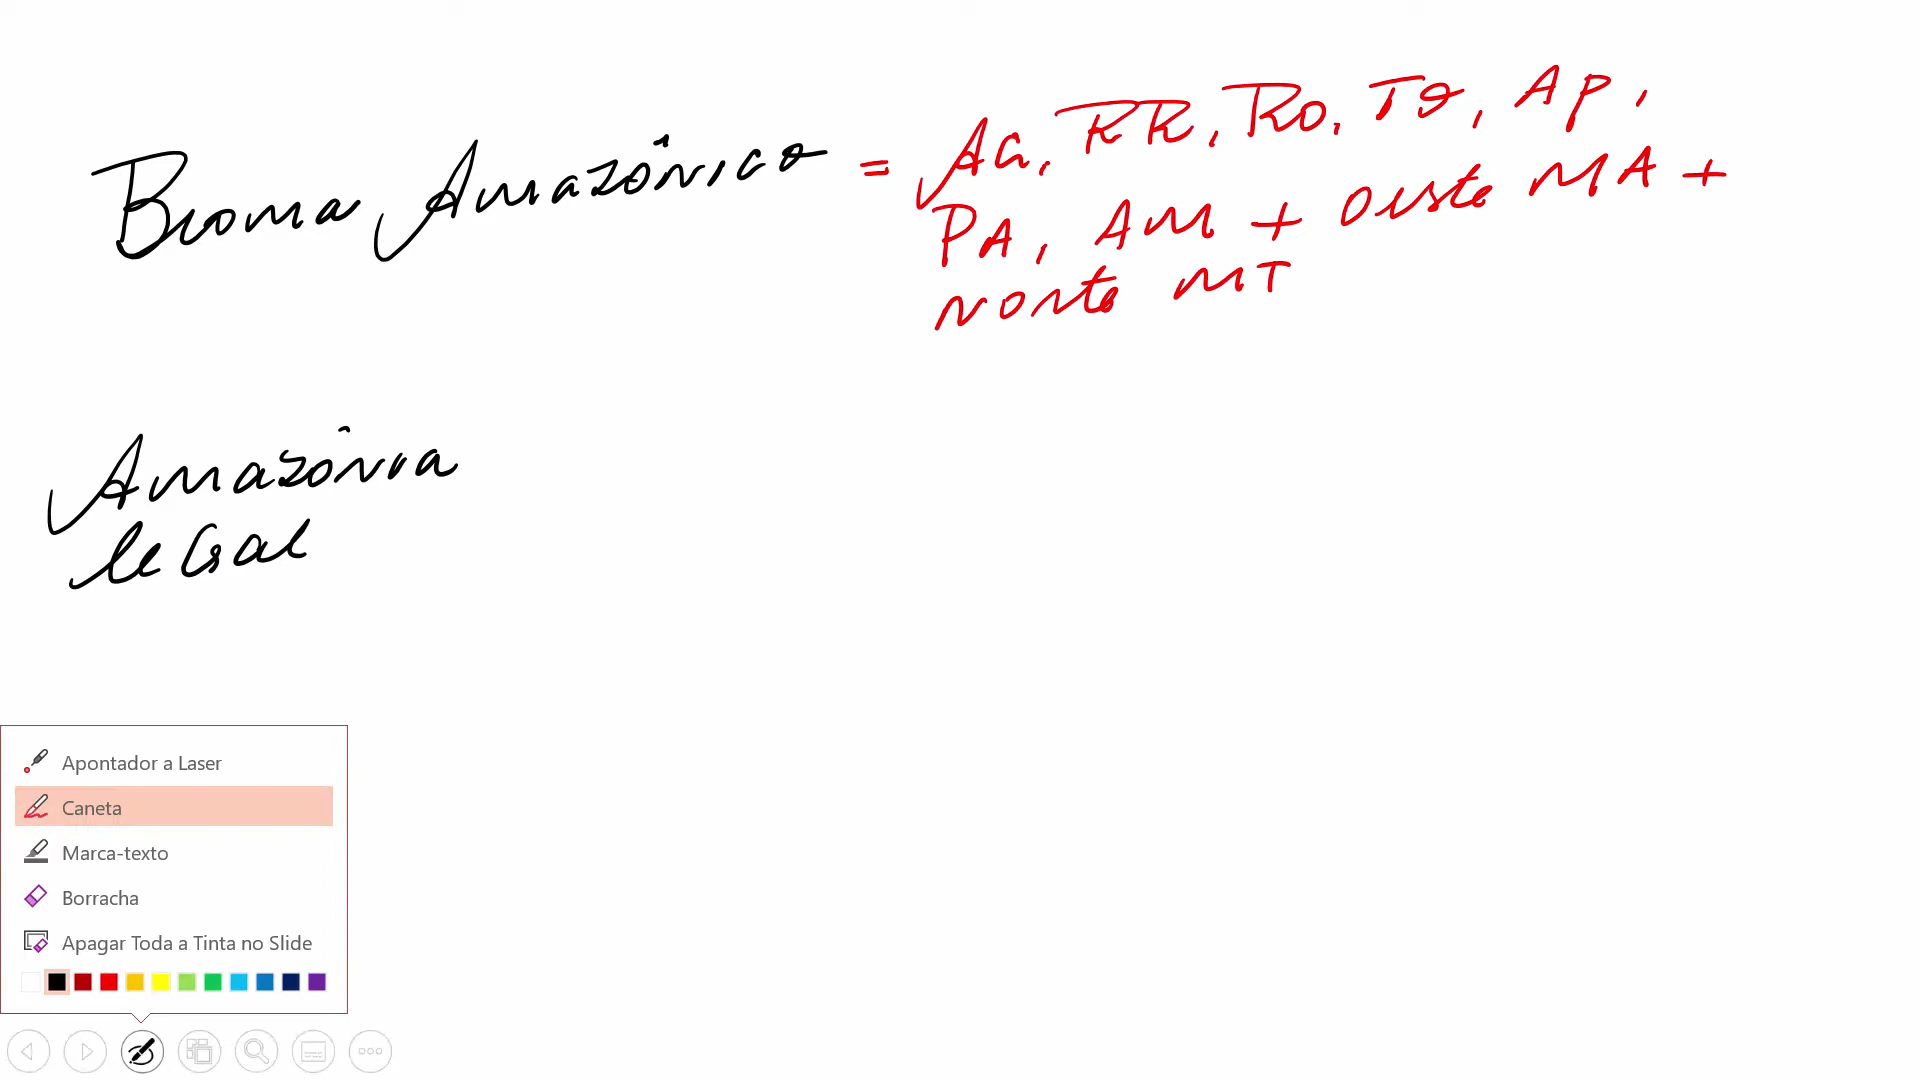 Bioma Amazônico = AC, RR, RO, TO, AP,
PA, AM + oeste MA +
norte MT
Amazônia
legal
Apontador a Laser
Caneta
Marca-texto
Borracha
Apagar Toda a Tinta no Slide